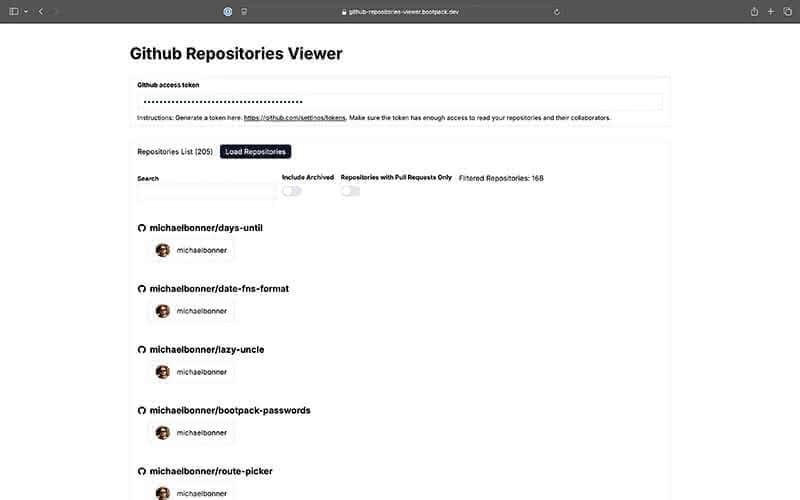 github-repositories-viewer.bootpack.dev
Github Repositories Viewer
Github access token
••••••••••••••••••••••••••••••••••••••••
Instructions: Generate a token here: https://github.com/settings/tokens. Make sure the token has enough access to read your repositories and their collaborators.
Repositories List (205) Load Repositories
Search Include Archived Repositories with Pull Requests Only Filtered Repositories: 168
michaelbonner/days-until
michaelbonner
michaelbonner/date-fns-format
michaelbonner
michaelbonner/lazy-uncle
michaelbonner
michaelbonner/bootpack-passwords
michaelbonner
michaelbonner/route-picker
michaelbonner